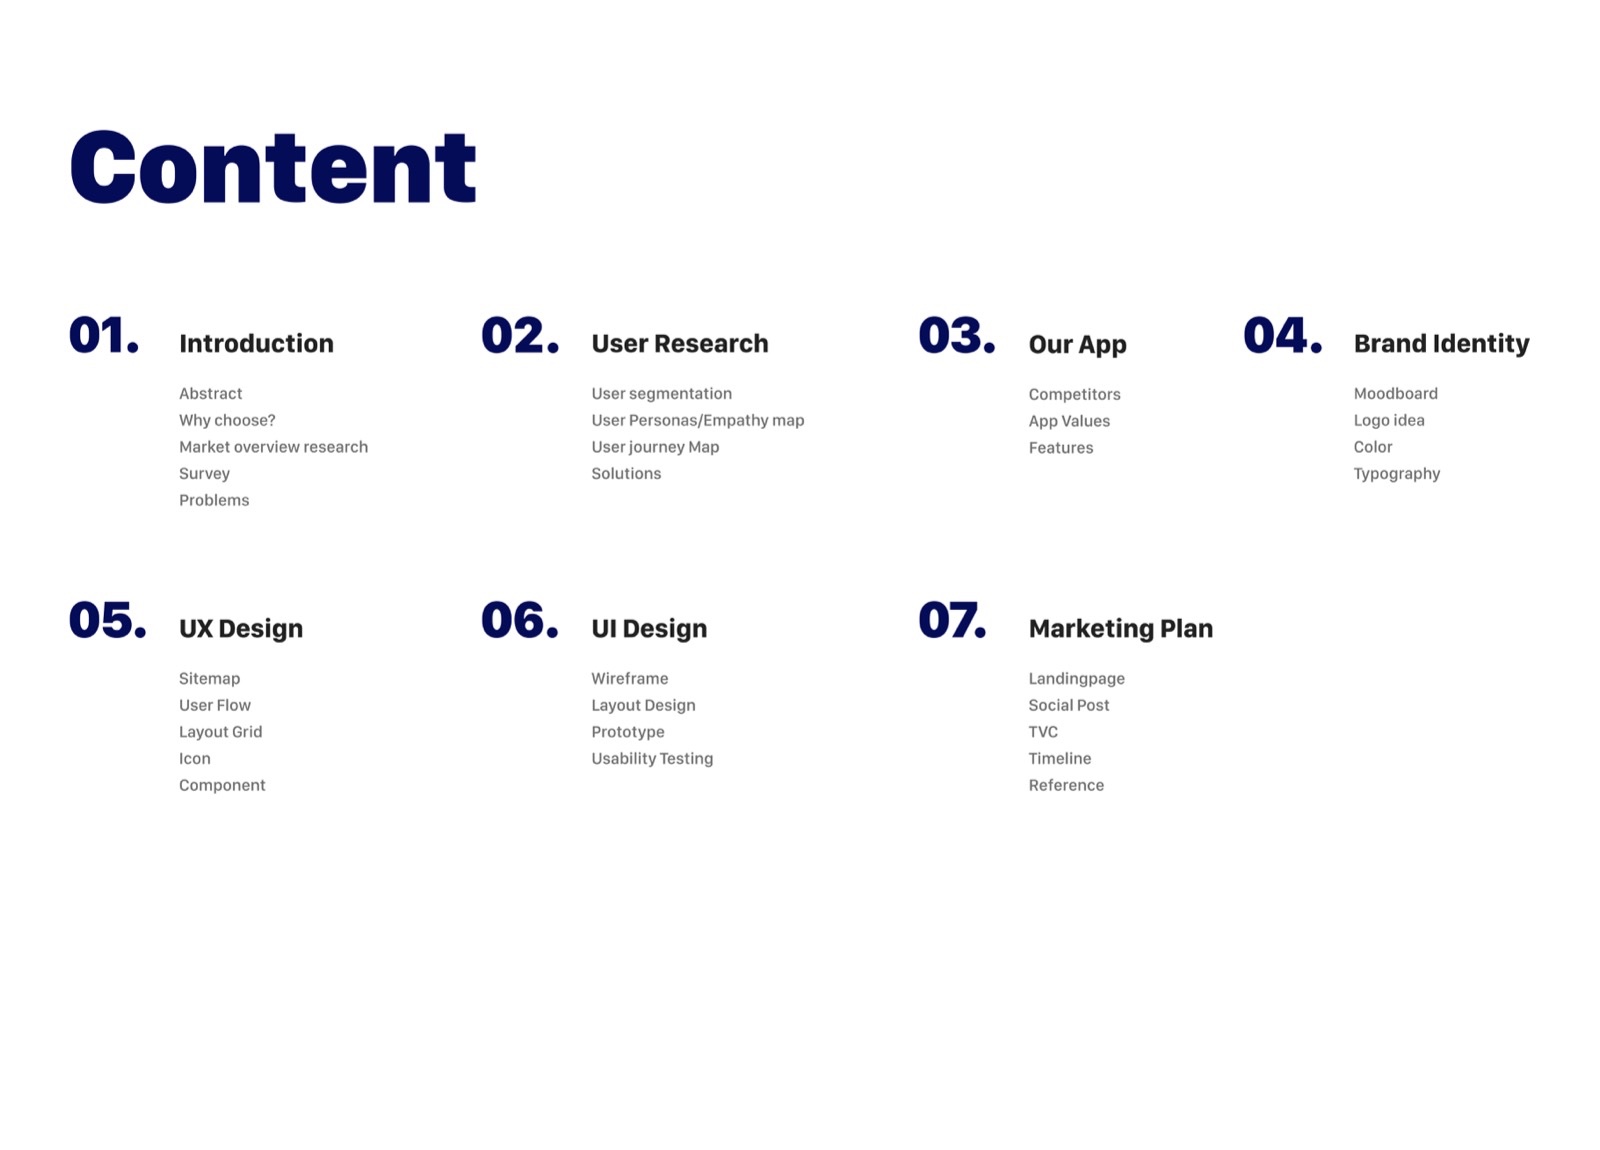 Content
01. Introduction
Abstract
Why choose?
Market overview research
Survey
Problems
02. User Research
User segmentation
User Personas/Empathy map
User journey Map
Solutions
03. Our App
Competitors
App Values
Features
04. Brand Identity
Moodboard
Logo idea
Color
Typography
05. UX Design
Sitemap
User Flow
Layout Grid
Icon
Component
06. UI Design
Wireframe
Layout Design
Prototype
Usability Testing
07. Marketing Plan
Landingpage
Social Post
TVC
Timeline
Reference